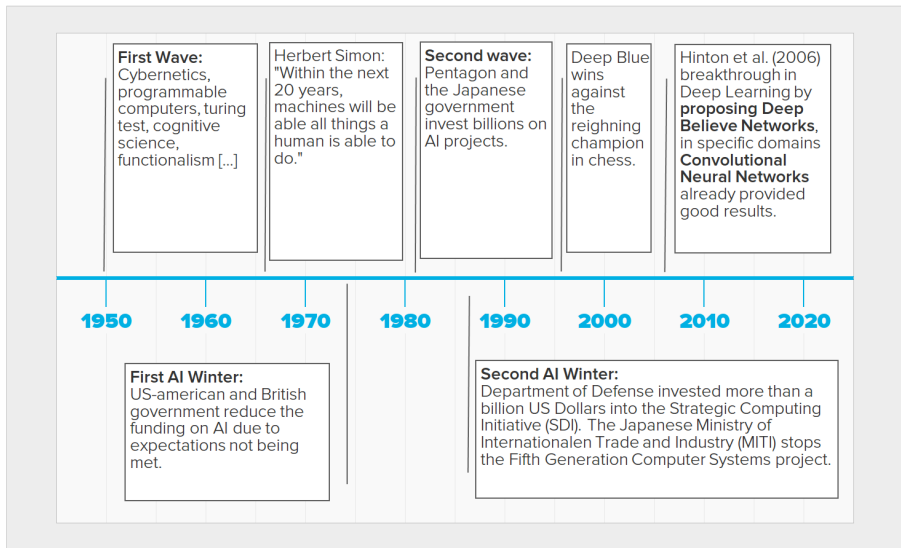 First Wave:
Cybernetics,
programmable
computers, turing
test, cognitive
science,
functionalism [...]
Herbert Simon:
"Within the next
20 years,
machines will be
able all things a
human is able to
do."
Second wave:
Pentagon and
the Japanese
government
invest billions on
AI projects.
Deep Blue
wins
against
the
reighning
champion
in chess.
Hinton et al. (2006)
breakthrough in
Deep Learning by
proposing Deep
Believe Networks,
in specific domains
Convolutional
Neural Networks
already provided
good results.
1950 1960 1970 1980 1990 2000 2010 2020
First AI Winter:
US-american and British
government reduce the
funding on AI due to
expectations not being
met.
Second AI Winter:
Department of Defense invested more than a
billion US Dollars into the Strategic Computing
Initiative (SDI). The Japanese Ministry of
Internationalen Trade and Industry (MITI) stops
the Fifth Generation Computer Systems project.